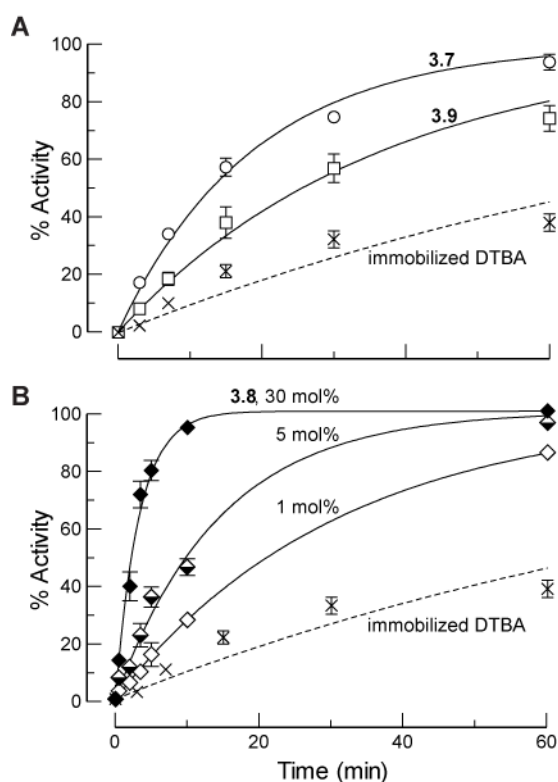 A
100
80
60
40
20
0
% Activity
3.7
3.9
immobilized DTBA
B
100
80
60
40
20
0
% Activity
3.8, 30 mol%
5 mol%
1 mol%
immobilized DTBA
0 20 40 60
Time (min)